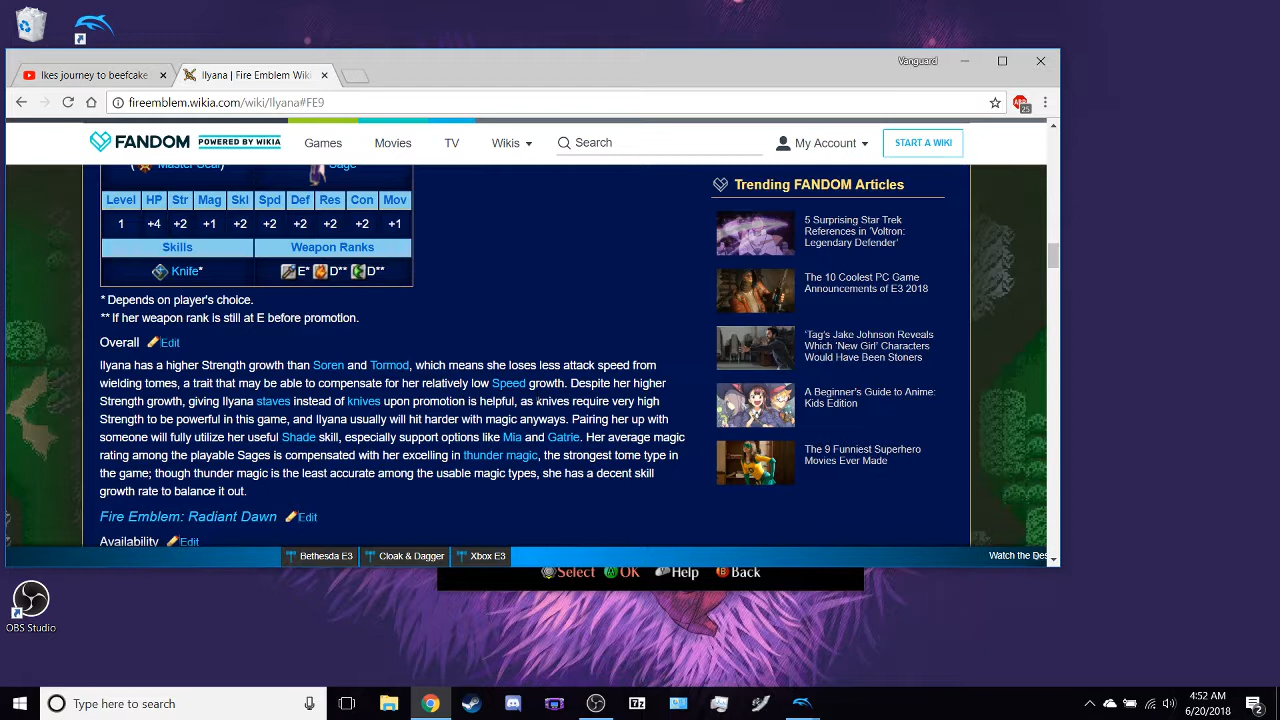 Ikes journey to beefcake
Ilyana | Fire Emblem Wiki
Vanguard
fireemblem.wikia.com/wiki/Ilyana#FE9
ABP
25
FANDOM POWERED BY WIKIA
Games
Movies
TV
Wikis
Search
My Account
START A WIKI
(Master Seal)
Sage
Level HP Str Mag Skl Spd Def Res Con Mov
1 +4 +2 +1 +2 +2 +2 +2 +2 +1
Skills Weapon Ranks
Knife* E* D** D**
* Depends on player's choice.
** If her weapon rank is still at E before promotion.
Overall Edit
Ilyana has a higher Strength growth than Soren and Tormod, which means she loses less attack speed from
wielding tomes, a trait that may be able to compensate for her relatively low Speed growth. Despite her higher
Strength growth, giving Ilyana staves instead of knives upon promotion is helpful, as knives require very high
Strength to be powerful in this game, and Ilyana usually will hit harder with magic anyways. Pairing her up with
someone will fully utilize her useful Shade skill, especially support options like Mia and Gatrie. Her average magic
rating among the playable Sages is compensated with her excelling in thunder magic, the strongest tome type in
the game; though thunder magic is the least accurate among the usable magic types, she has a decent skill
growth rate to balance it out.
Fire Emblem: Radiant Dawn Edit
Availability Edit
Trending FANDOM Articles
5 Surprising Star Trek
References in 'Voltron:
Legendary Defender'
The 10 Coolest PC Game
Announcements of E3 2018
'Tag's Jake Johnson Reveals
Which 'New Girl' Characters
Would Have Been Stoners
A Beginner's Guide to Anime:
Kids Edition
The 9 Funniest Superhero
Movies Ever Made
Bethesda E3
Cloak & Dagger
Xbox E3
Watch the Des
Select OK Help Back
OBS Studio
Type here to search
4:52 AM
6/20/2018
2